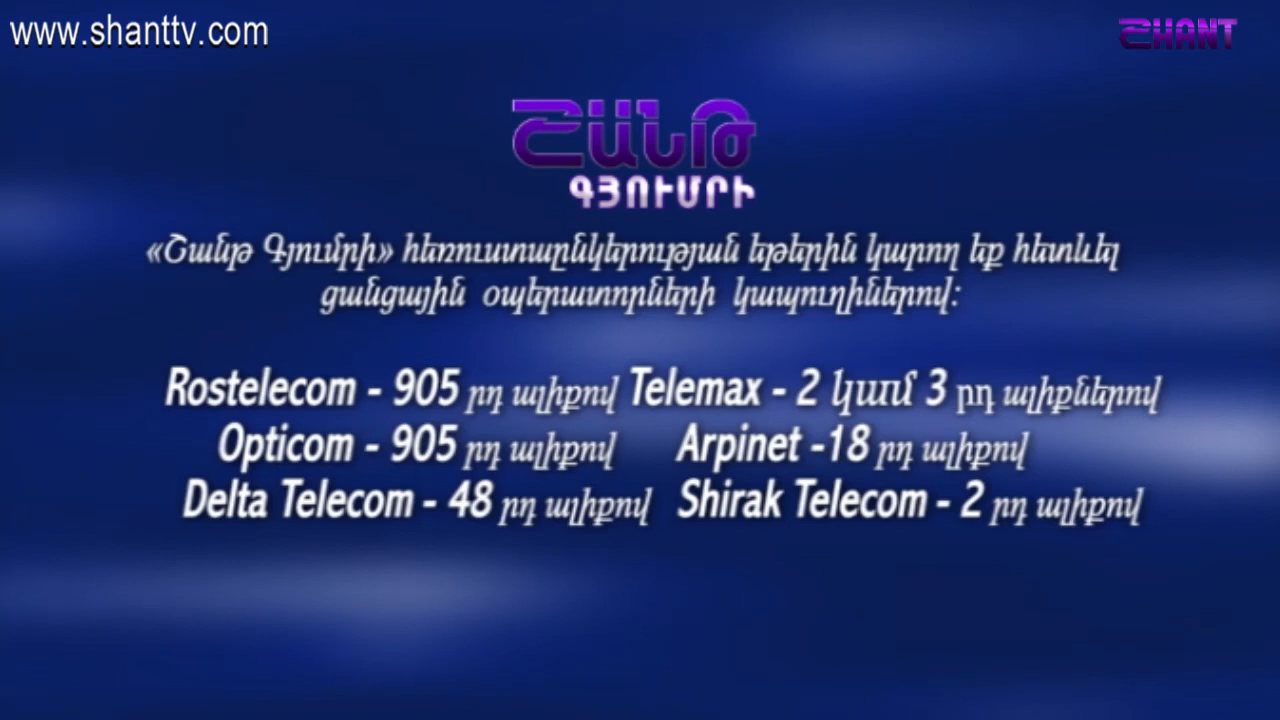 www.shanttv.com
ՇHANT
ՇԱՆԹ
ԳՅՈՒՄՐԻ
«Շանթ Գյումրի» հեռուստաընկերության եթերին կարող եք հետևել
ցանցային օպերատորների կապուղիներով:
Rostelecom - 905 րդ ալիքով Telemax - 2 կամ 3 րդ ալիքներով
Opticom - 905 րդ ալիքով Arpinet -18 րդ ալիքով
Delta Telecom - 48 րդ ալիքով Shirak Telecom - 2 րդ ալիքով